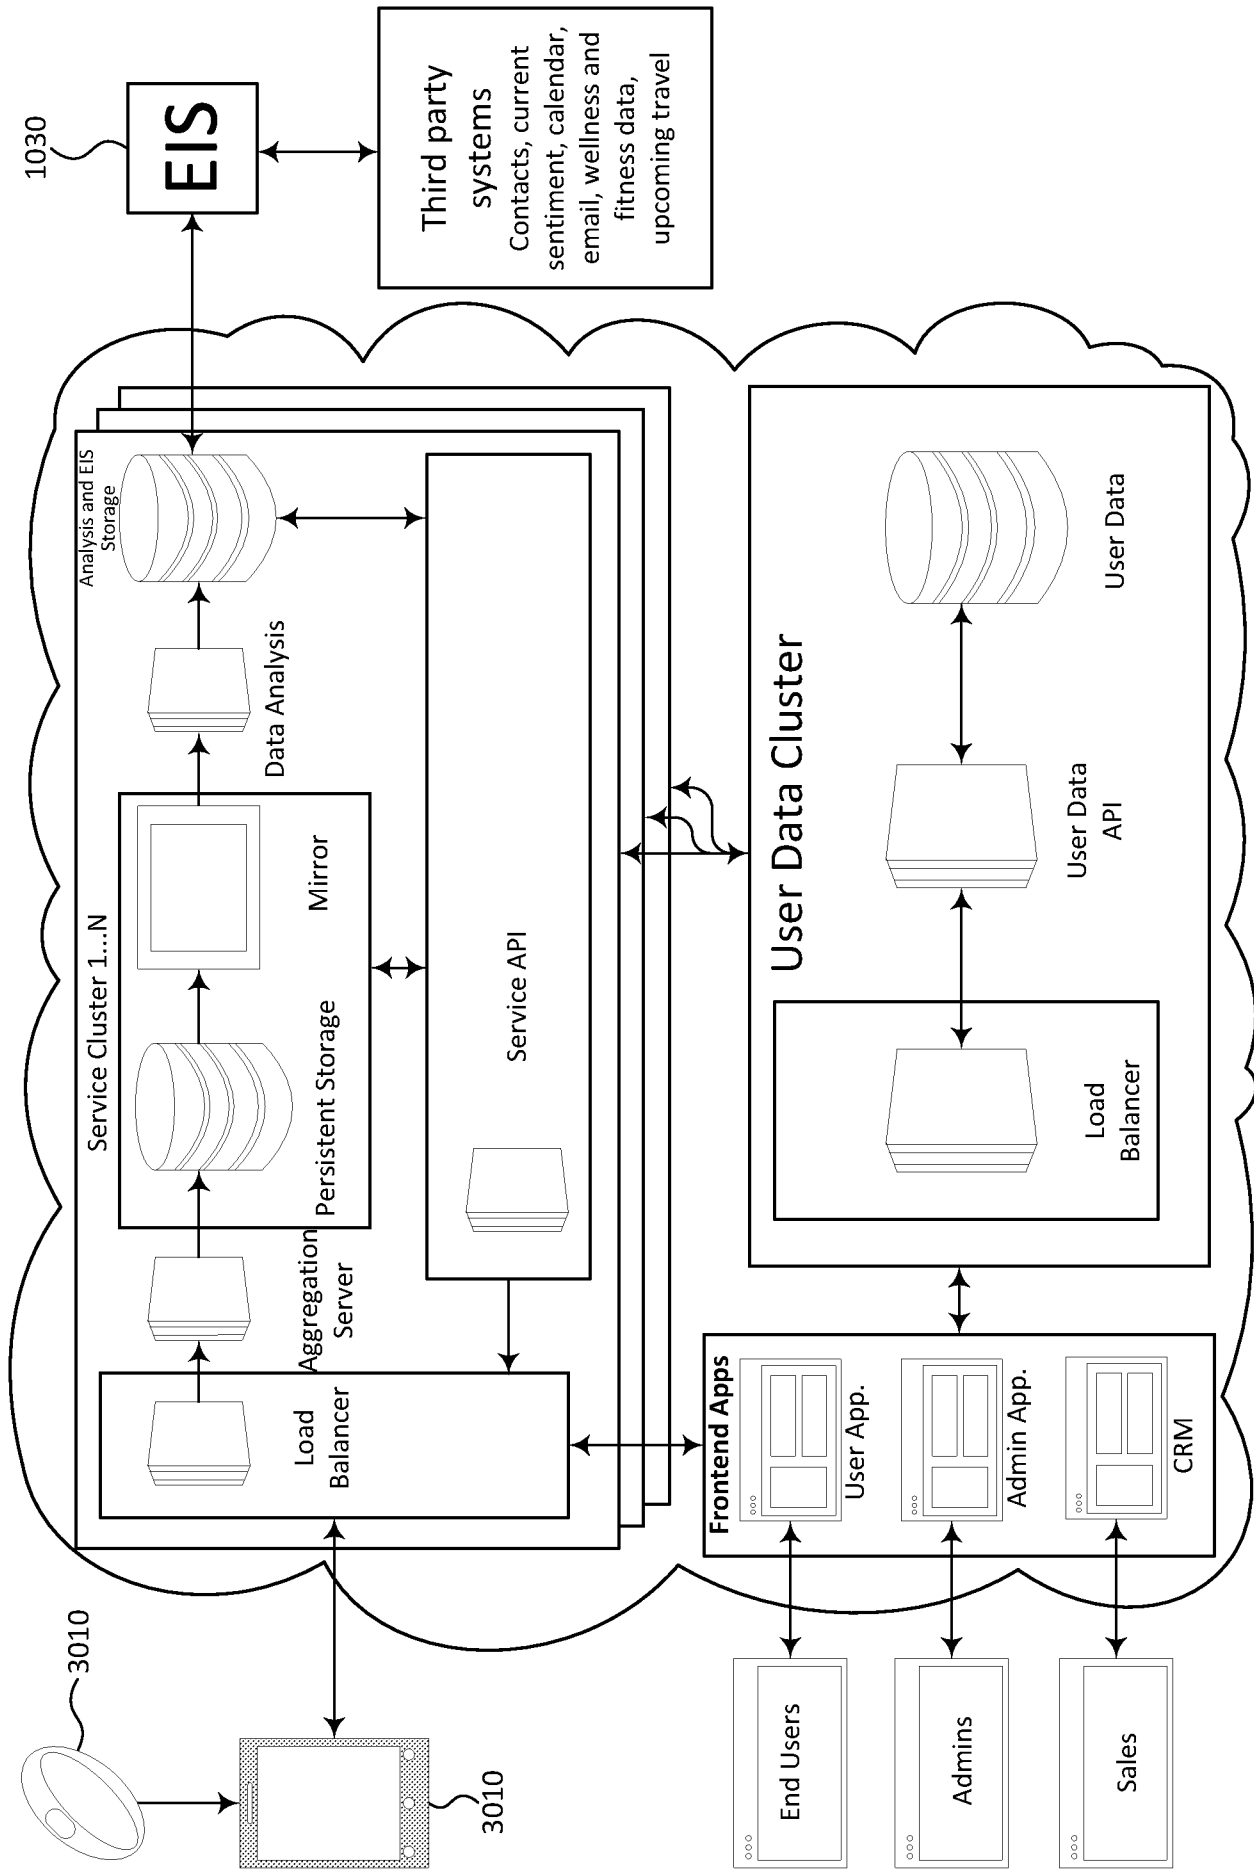 3010
3010
Service Cluster 1...N
Load
Balancer
Aggregation
Server
Persistent Storage
Mirror
Data Analysis
Analysis and EIS
Storage
Service API
1030
EIS
Third party
systems
Contacts, current
sentiment, calendar,
email, wellness and
fitness data,
upcoming travel
End Users
Admins
Sales
Frontend Apps
User App.
Admin App.
CRM
User Data Cluster
Load
Balancer
User Data
API
User Data